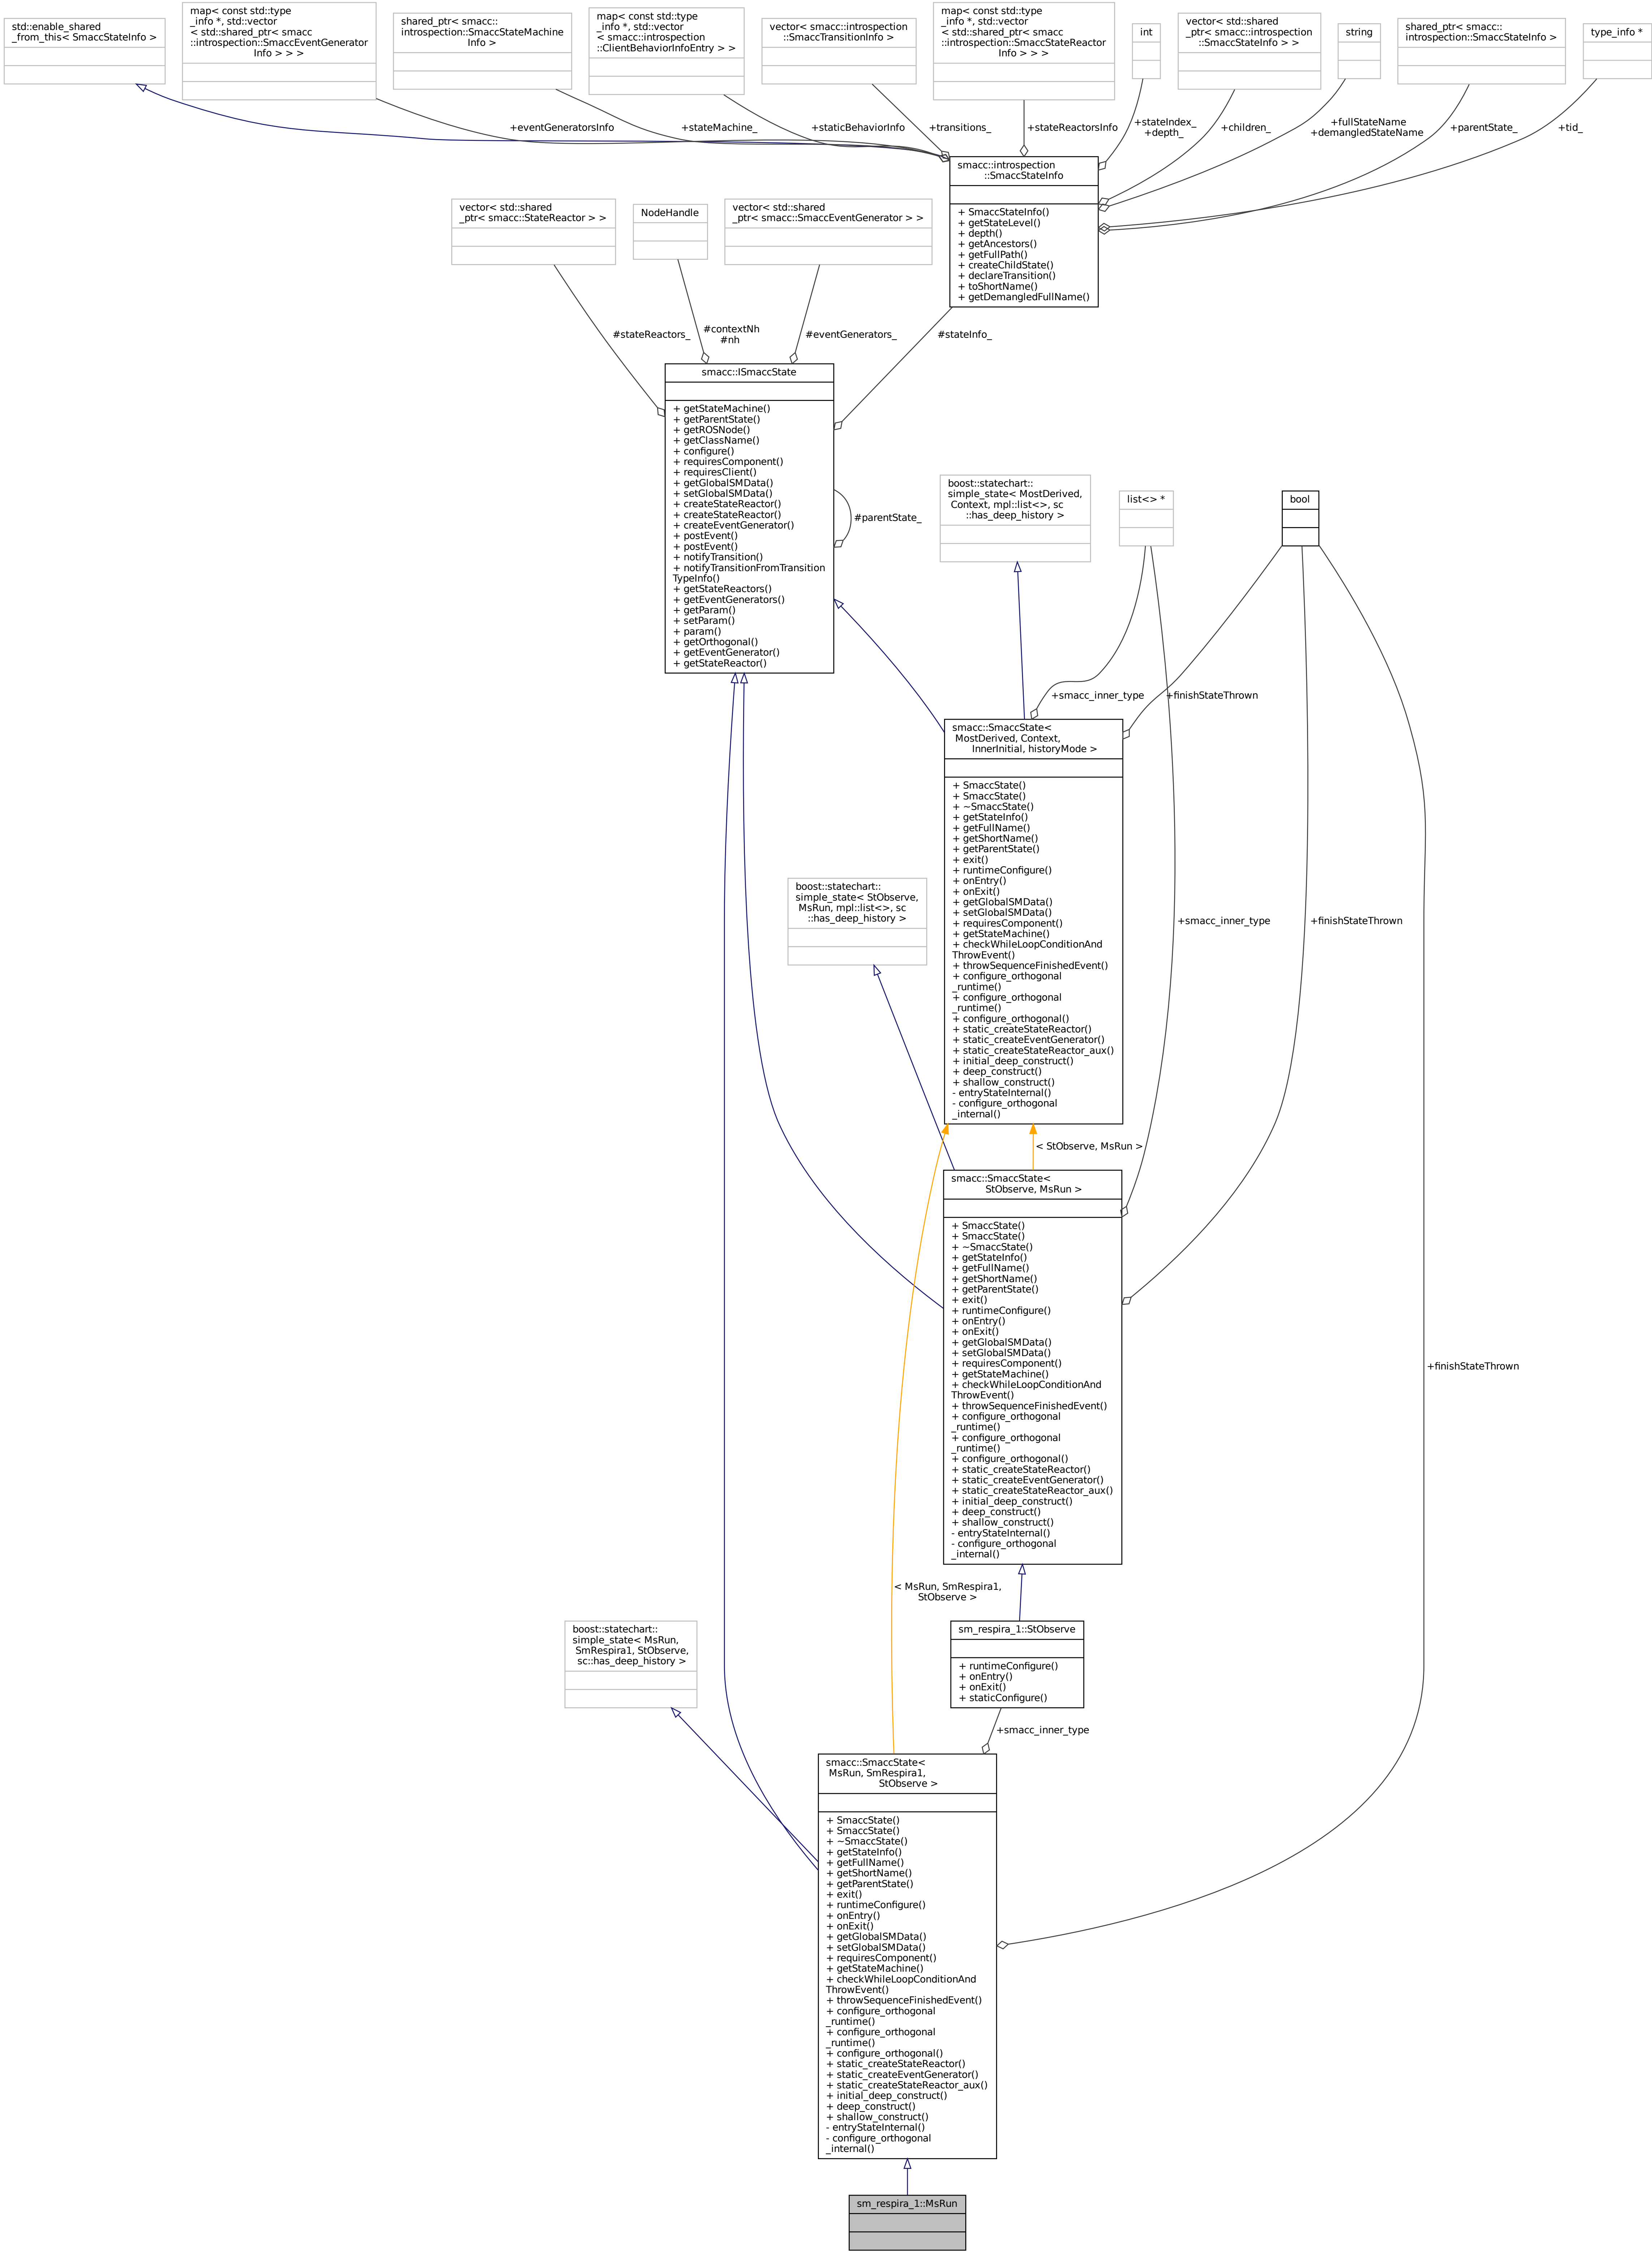 std::enable_shared
_from_this< SmaccStateInfo >
map< const std::type
_info *, std::vector
< std::shared_ptr< smacc
::introspection::SmaccEventGenerator
Info > > >
shared_ptr< smacc::
introspection::SmaccStateMachine
Info >
map< const std::type
_info *, std::vector
< smacc::introspection
::ClientBehaviorInfoEntry > >
vector< smacc::introspection
::SmaccTransitionInfo >
map< const std::type
_info *, std::vector
< std::shared_ptr< smacc
::introspection::SmaccStateReactor
Info > > >
int
vector< std::shared
_ptr< smacc::introspection
::SmaccStateInfo > >
string
shared_ptr< smacc::
introspection::SmaccStateInfo >
type_info *
+eventGeneratorsInfo
+stateMachine_
+staticBehaviorInfo
+transitions_
+stateReactorsInfo
+stateIndex_
+depth_
+children_
+fullStateName
+demangledStateName
+parentState_
+tid_
smacc::introspection
::SmaccStateInfo
+ SmaccStateInfo()
+ getStateLevel()
+ depth()
+ getAncestors()
+ getFullPath()
+ createChildState()
+ declareTransition()
+ toShortName()
+ getDemangledFullName()
vector< std::shared
_ptr< smacc::StateReactor > >
NodeHandle
vector< std::shared
_ptr< smacc::SmaccEventGenerator > >
#stateReactors_
#contextNh
#nh
#eventGenerators_
#stateInfo_
smacc::ISmaccState
+ getStateMachine()
+ getParentState()
+ getROSNode()
+ getClassName()
+ configure()
+ requiresComponent()
+ requiresClient()
+ getGlobalSMData()
+ setGlobalSMData()
+ createStateReactor()
+ createStateReactor()
+ createEventGenerator()
+ postEvent()
+ postEvent()
+ notifyTransition()
+ notifyTransitionFromTransition
TypeInfo()
+ getStateReactors()
+ getEventGenerators()
+ getParam()
+ setParam()
+ param()
+ getOrthogonal()
+ getEventGenerator()
+ getStateReactor()
#parentState_
boost::statechart::
simple_state< MostDerived,
Context, mpl::list<>, sc
::has_deep_history >
list<> *
bool
+smacc_inner_type
+finishStateThrown
smacc::SmaccState<
MostDerived, Context,
InnerInitial, historyMode >
+ SmaccState()
+ SmaccState()
+ ~SmaccState()
+ getStateInfo()
+ getFullName()
+ getShortName()
+ getParentState()
+ exit()
+ runtimeConfigure()
+ onEntry()
+ onExit()
+ getGlobalSMData()
+ setGlobalSMData()
+ requiresComponent()
+ getStateMachine()
+ checkWhileLoopConditionAnd
ThrowEvent()
+ throwSequenceFinishedEvent()
+ configure_orthogonal
_runtime()
+ configure_orthogonal
_runtime()
+ configure_orthogonal()
+ static_createStateReactor()
+ static_createEventGenerator()
+ static_createStateReactor_aux()
+ initial_deep_construct()
+ deep_construct()
+ shallow_construct()
- entryStateInternal()
- configure_orthogonal
_internal()
boost::statechart::
simple_state< StObserve,
MsRun, mpl::list<>, sc
::has_deep_history >
+smacc_inner_type
+finishStateThrown
< StObserve, MsRun >
smacc::SmaccState<
StObserve, MsRun >
+ SmaccState()
+ SmaccState()
+ ~SmaccState()
+ getStateInfo()
+ getFullName()
+ getShortName()
+ getParentState()
+ exit()
+ runtimeConfigure()
+ onEntry()
+ onExit()
+ getGlobalSMData()
+ setGlobalSMData()
+ requiresComponent()
+ getStateMachine()
+ checkWhileLoopConditionAnd
ThrowEvent()
+ throwSequenceFinishedEvent()
+ configure_orthogonal
_runtime()
+ configure_orthogonal
_runtime()
+ configure_orthogonal()
+ static_createStateReactor()
+ static_createEventGenerator()
+ static_createStateReactor_aux()
+ initial_deep_construct()
+ deep_construct()
+ shallow_construct()
- entryStateInternal()
- configure_orthogonal
_internal()
+finishStateThrown
< MsRun, SmRespira1,
StObserve >
boost::statechart::
simple_state< MsRun,
SmRespira1, StObserve,
sc::has_deep_history >
sm_respira_1::StObserve
+ runtimeConfigure()
+ onEntry()
+ onExit()
+ staticConfigure()
+smacc_inner_type
smacc::SmaccState<
MsRun, SmRespira1,
StObserve >
+ SmaccState()
+ SmaccState()
+ ~SmaccState()
+ getStateInfo()
+ getFullName()
+ getShortName()
+ getParentState()
+ exit()
+ runtimeConfigure()
+ onEntry()
+ onExit()
+ getGlobalSMData()
+ setGlobalSMData()
+ requiresComponent()
+ getStateMachine()
+ checkWhileLoopConditionAnd
ThrowEvent()
+ throwSequenceFinishedEvent()
+ configure_orthogonal
_runtime()
+ configure_orthogonal
_runtime()
+ configure_orthogonal()
+ static_createStateReactor()
+ static_createEventGenerator()
+ static_createStateReactor_aux()
+ initial_deep_construct()
+ deep_construct()
+ shallow_construct()
- entryStateInternal()
- configure_orthogonal
_internal()
sm_respira_1::MsRun